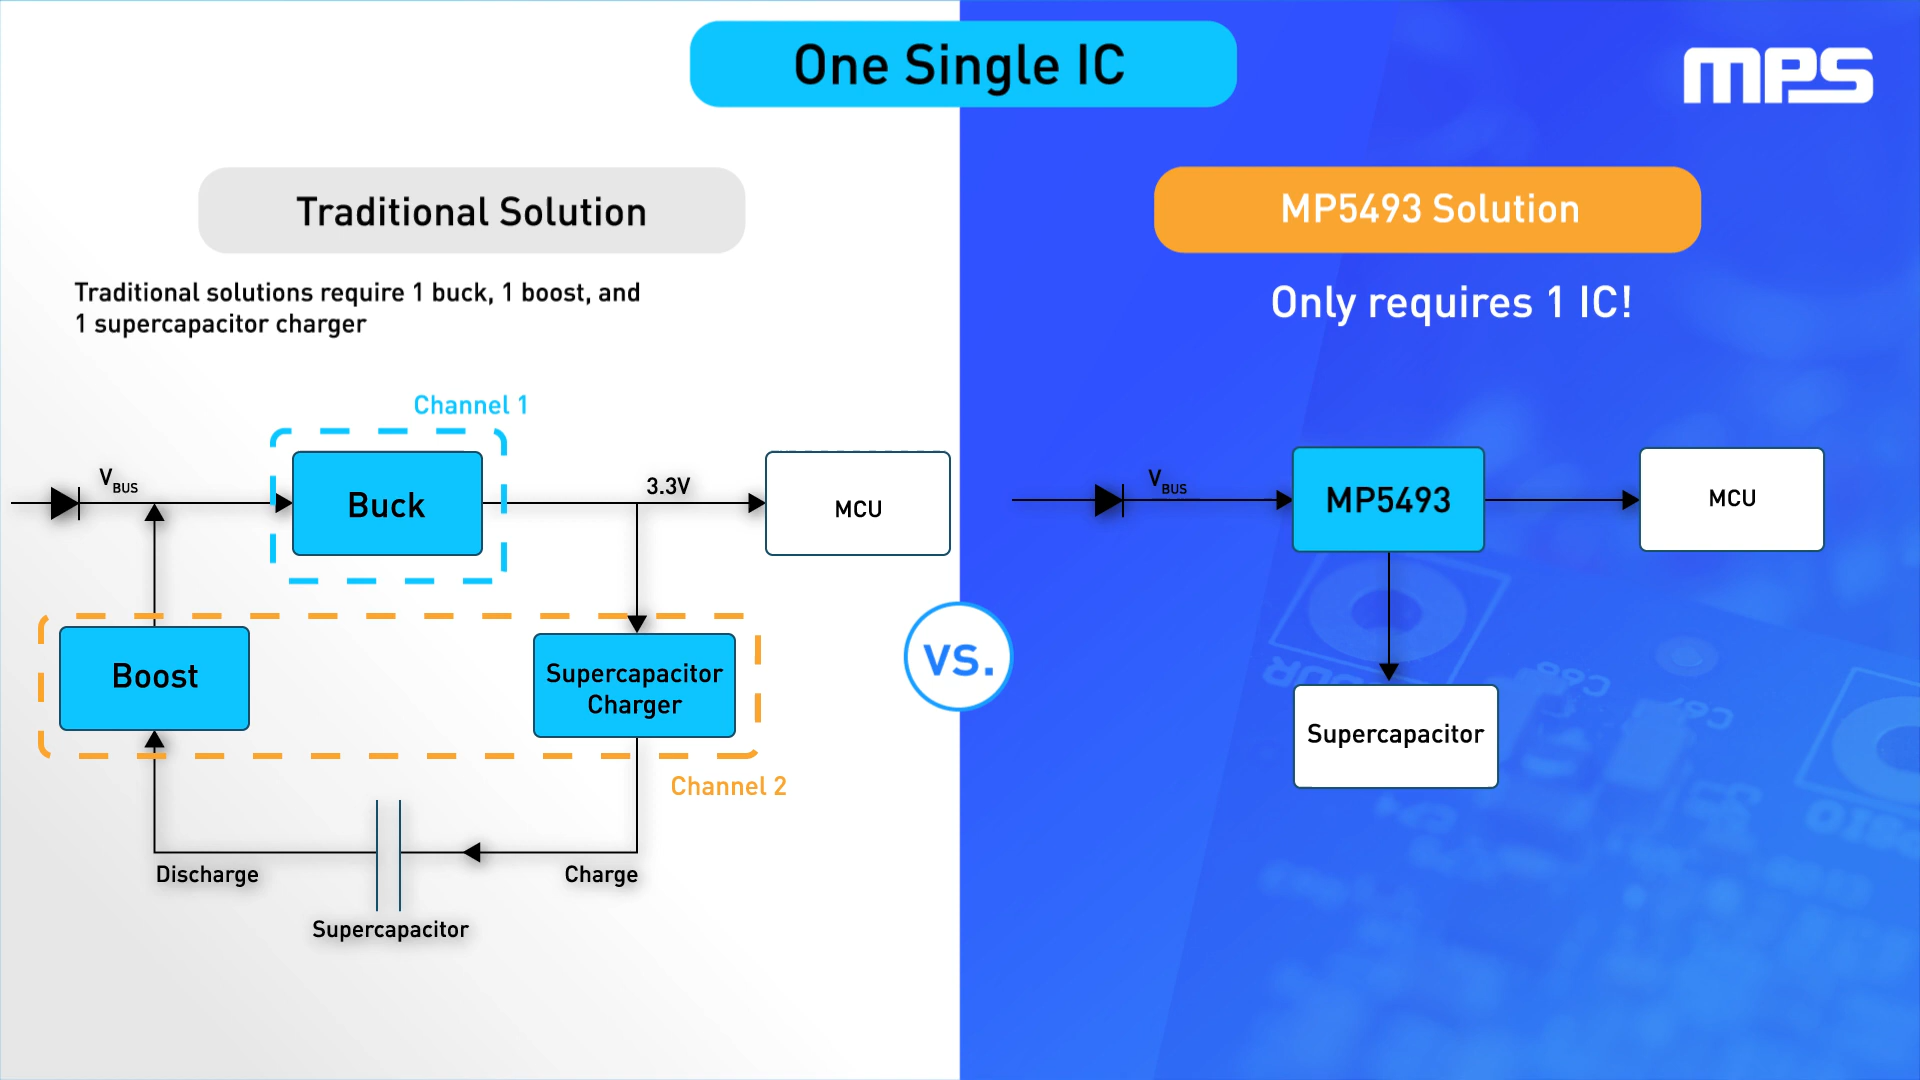 One Single IC
MPS
Traditional Solution
Traditional solutions require 1 buck, 1 boost, and
1 supercapacitor charger
Channel 1
VBUS
Buck
3.3V
MCU
Boost
Supercapacitor
Charger
Channel 2
Discharge
Charge
Supercapacitor
VS.
MP5493 Solution
Only requires 1 IC!
VBUS
MP5493
MCU
Supercapacitor